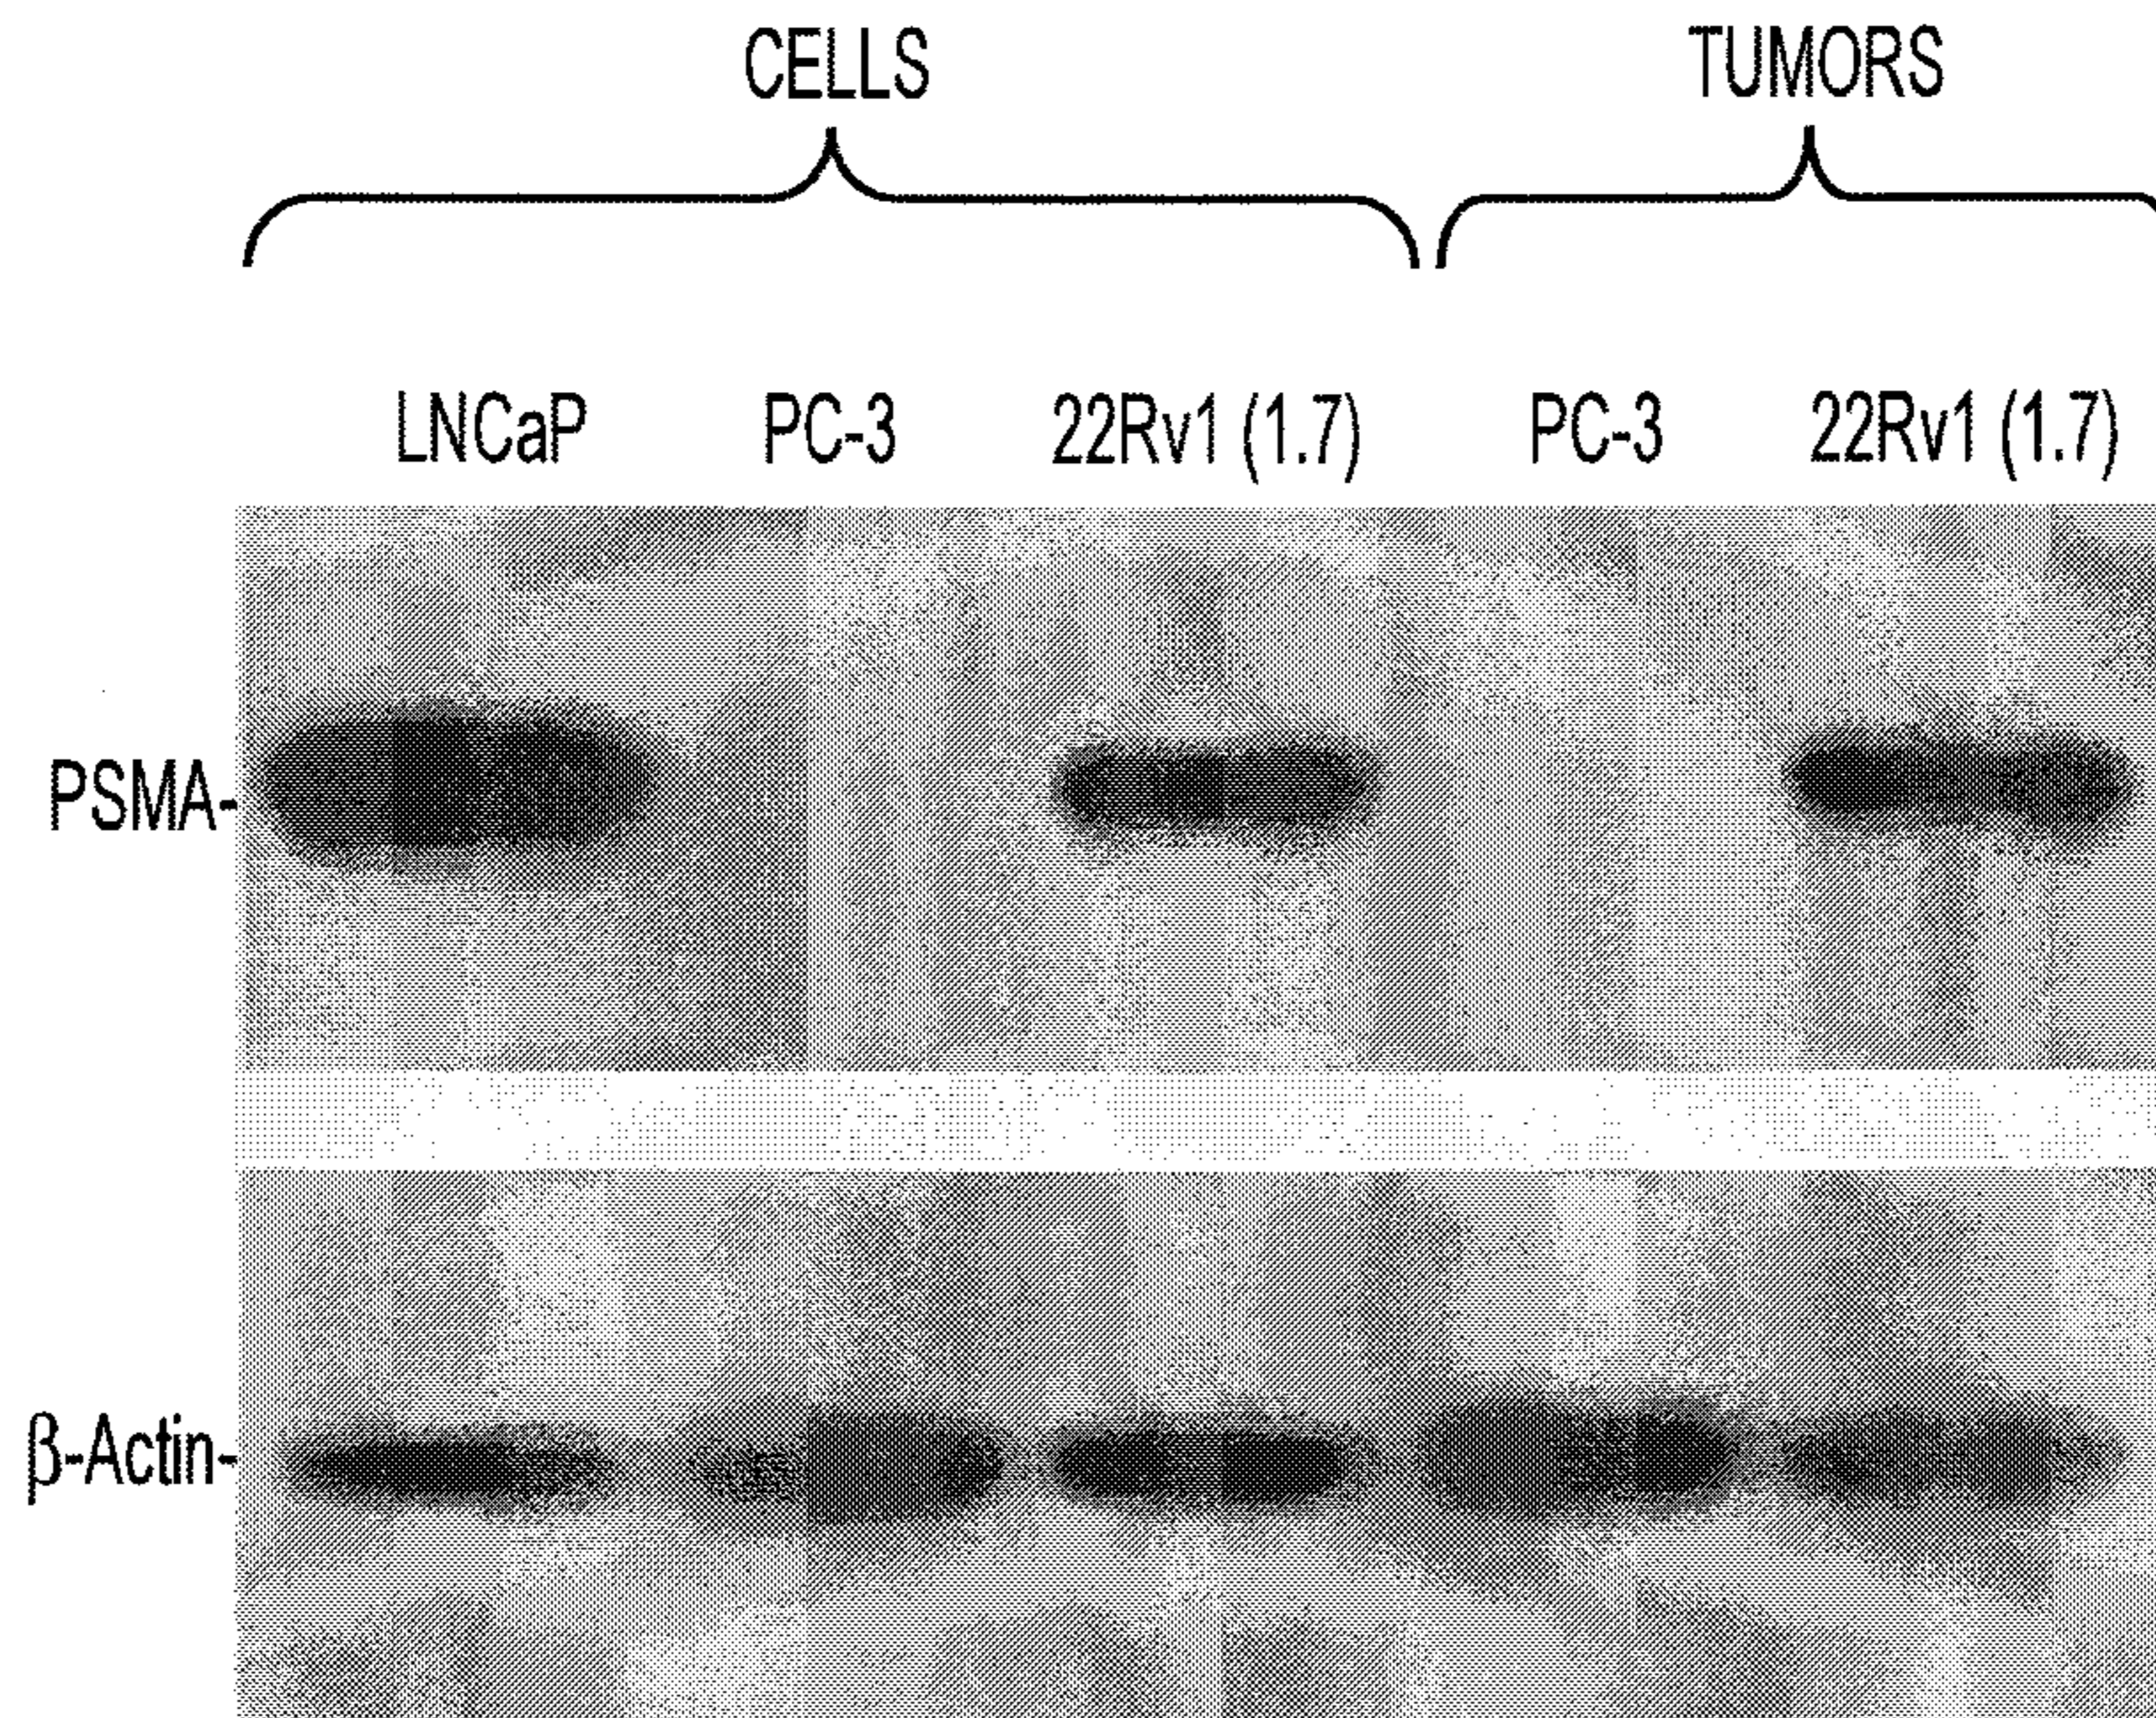 CELLS TUMORS
LNCaP PC-3 22Rv1 (1.7) PC-3 22Rv1 (1.7)
PSMA-
β-Actin-